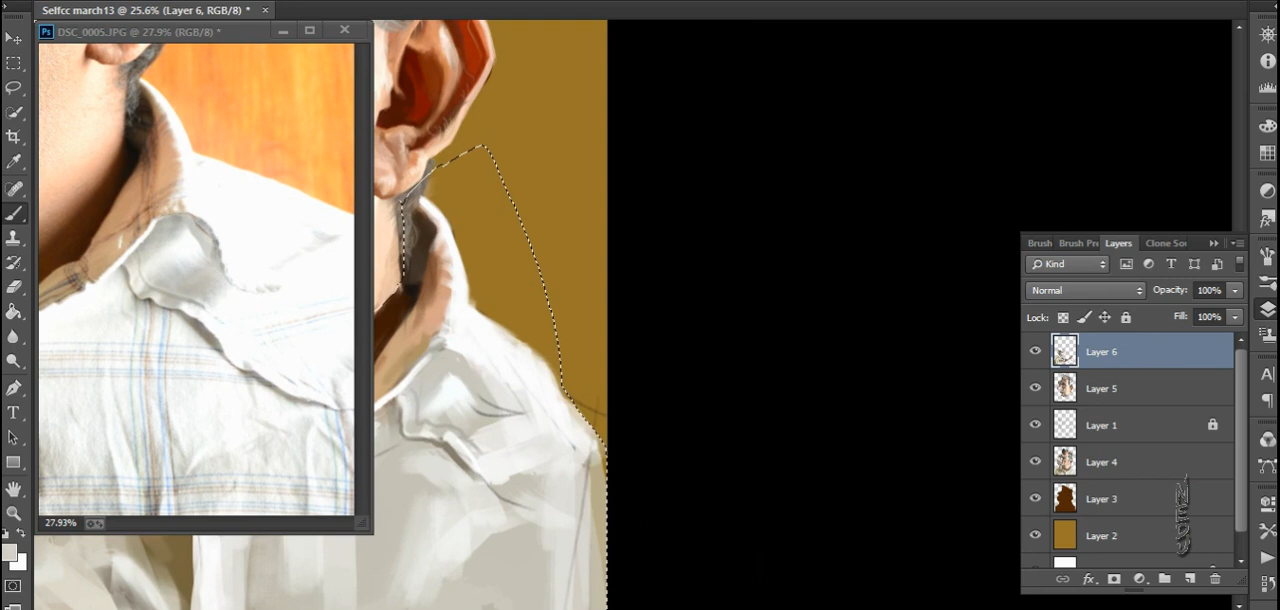 Selfcc march13 @ 25.6% (Layer 6, RGB/8) * ×
Ps DSC_0005.JPG @ 27.9% (RGB/8) *
27.93%
Brush Brush Pre Layers Clone Sou
Kind
Normal Opacity: 100%
Lock: Fill: 100%
Layer 6
Layer 5
Layer 1
Layer 4
Layer 3
Layer 2
fx